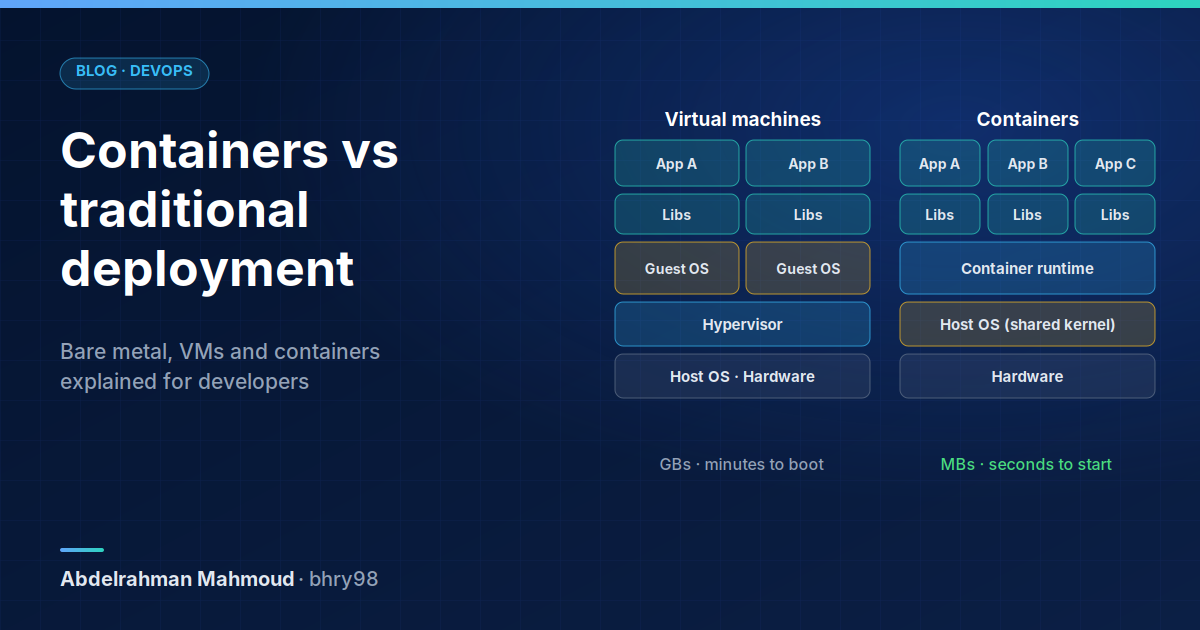 BLOG · DEVOPS
Containers vs
traditional
deployment
Bare metal, VMs and containers
explained for developers
Abdelrahman Mahmoud · bhry98
Virtual machines
App A App B
Libs Libs
Guest OS Guest OS
Hypervisor
Host OS · Hardware
GBs · minutes to boot
Containers
App A App B App C
Libs Libs Libs
Container runtime
Host OS (shared kernel)
Hardware
MBs · seconds to start